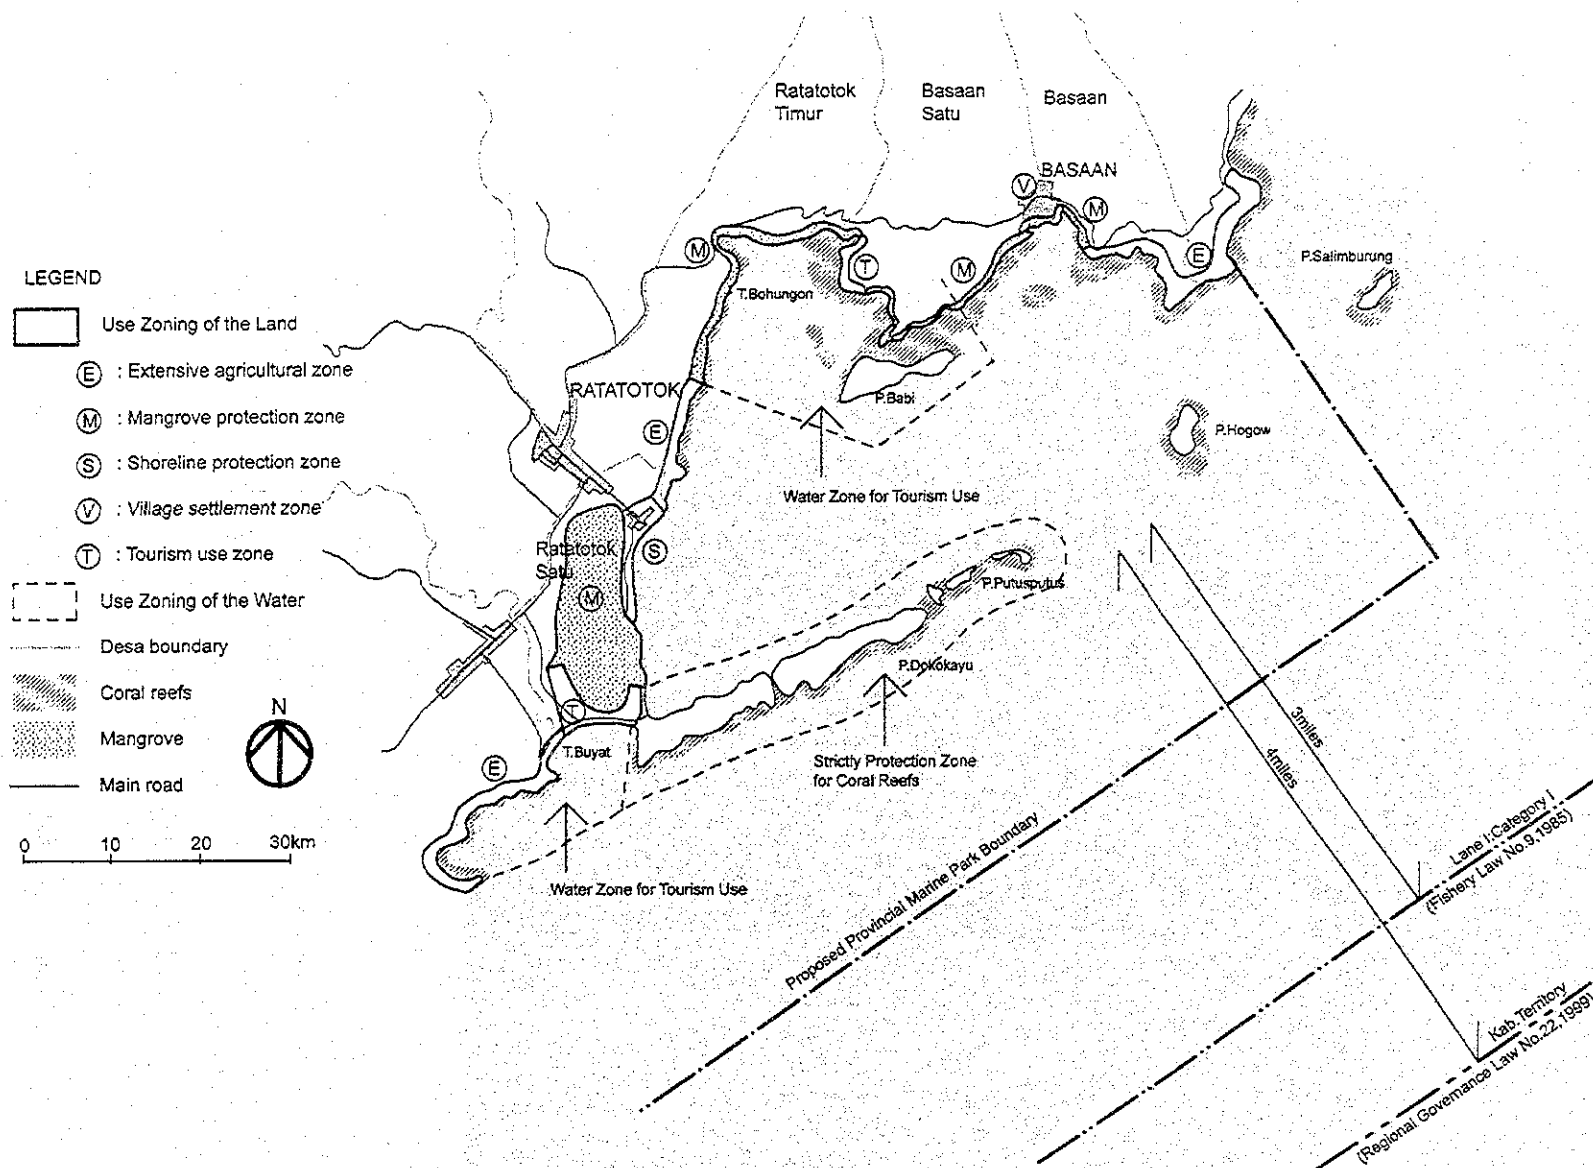 Ratatotok
Timur
Basaan
Satu
Basaan
BASAAN
V
M
M
T
M
E
P.Salimburung
T.Bohungon
LEGEND
Use Zoning of the Land
E : Extensive agricultural zone
M : Mangrove protection zone
S : Shoreline protection zone
V : Village settlement zone
T : Tourism use zone
Use Zoning of the Water
Desa boundary
Coral reefs
Mangrove
Main road
N
0 10 20 30km
RATATOTOK
E
P.Babi
P.Hogow
Water Zone for Tourism Use
Ratatotok
Satu
S
M
P.Putusputus
P.Dokokayu
T
T.Buyat
E
Strictly Protection Zone
for Coral Reefs
Water Zone for Tourism Use
3miles
4miles
Proposed Provincial Marine Park Boundary
Lane I:Category I
(Fishery Law No.9,1985)
Kab.Territory
(Regional Governance Law No.22,1999)